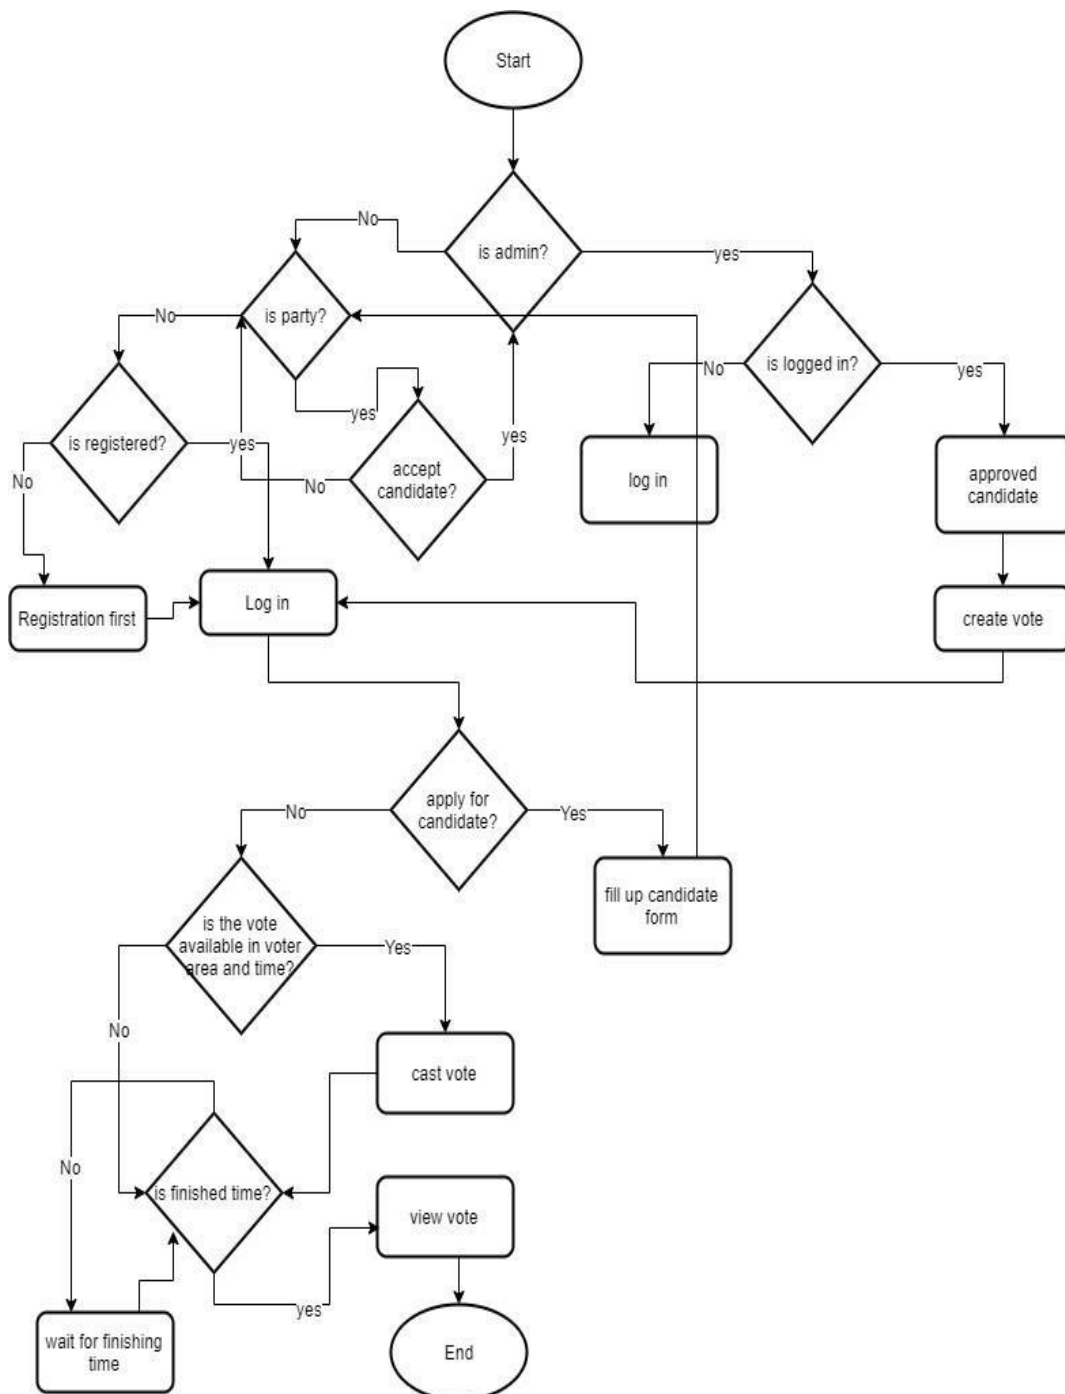 Start
is admin?
No
yes
is party?
No
yes
is logged in?
No
yes
is registered?
yes
No
accept
candidate?
No
yes
log in
approved
candidate
Registration first
Log in
create vote
apply for
candidate?
No
Yes
fill up candidate
form
is the vote
available in voter
area and time?
Yes
No
cast vote
is finished time?
No
yes
view vote
wait for finishing
time
End